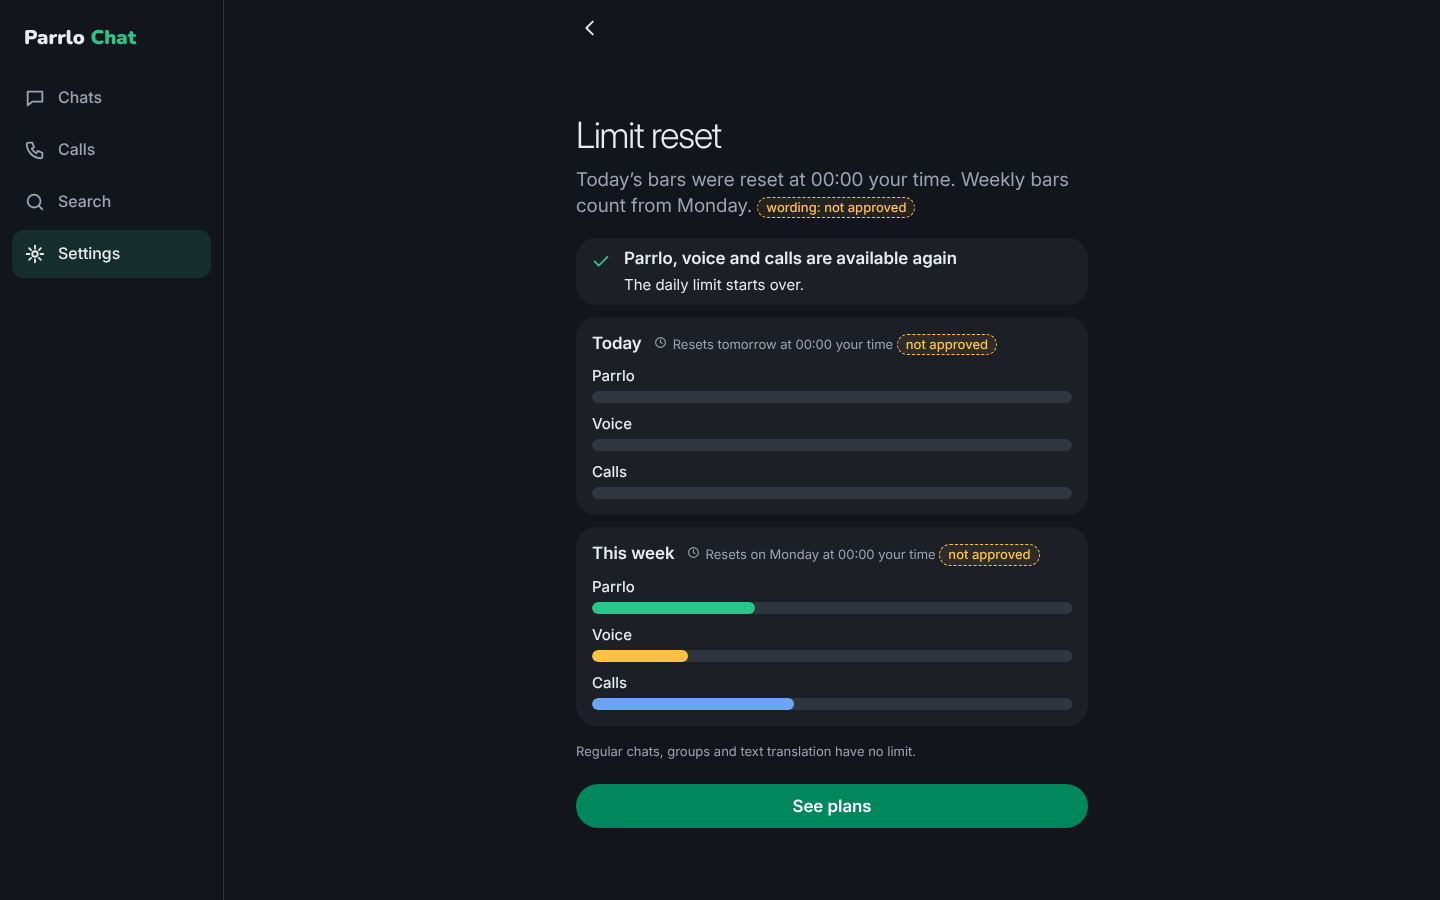 Parrlo Chat
Chats
Calls
Search
Settings
Limit reset
Today’s bars were reset at 00:00 your time. Weekly bars
count from Monday. wording: not approved
Parrlo, voice and calls are available again
The daily limit starts over.
Today Resets tomorrow at 00:00 your time not approved
Parrlo
Voice
Calls
This week Resets on Monday at 00:00 your time not approved
Parrlo
Voice
Calls
Regular chats, groups and text translation have no limit.
See plans